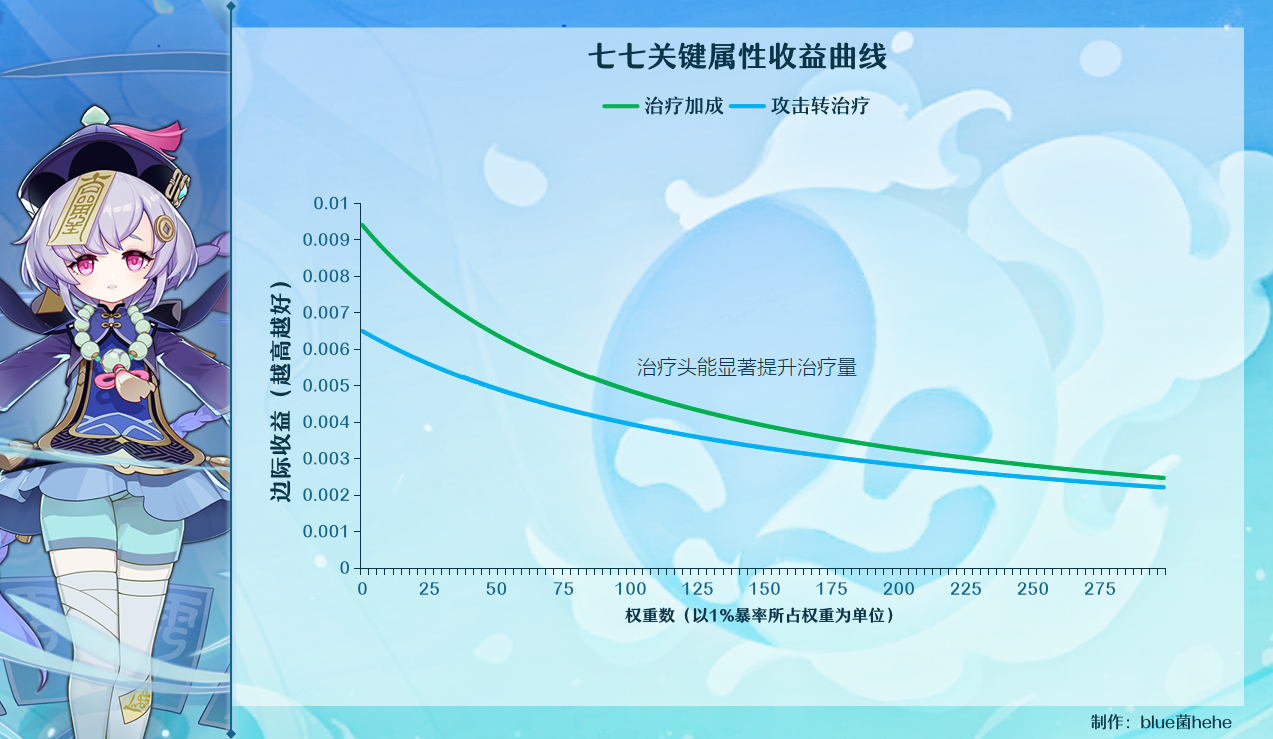 七七关键属性收益曲线
治疗加成 攻击转治疗
边际收益（越高越好）
0.01
0.009
0.008
0.007
0.006
0.005
0.004
0.003
0.002
0.001
0
治疗头能显著提升治疗量
0 25 50 75 100 125 150 175 200 225 250 275
权重数（以1%暴率所占权重为单位）
制作：blue菌hehe